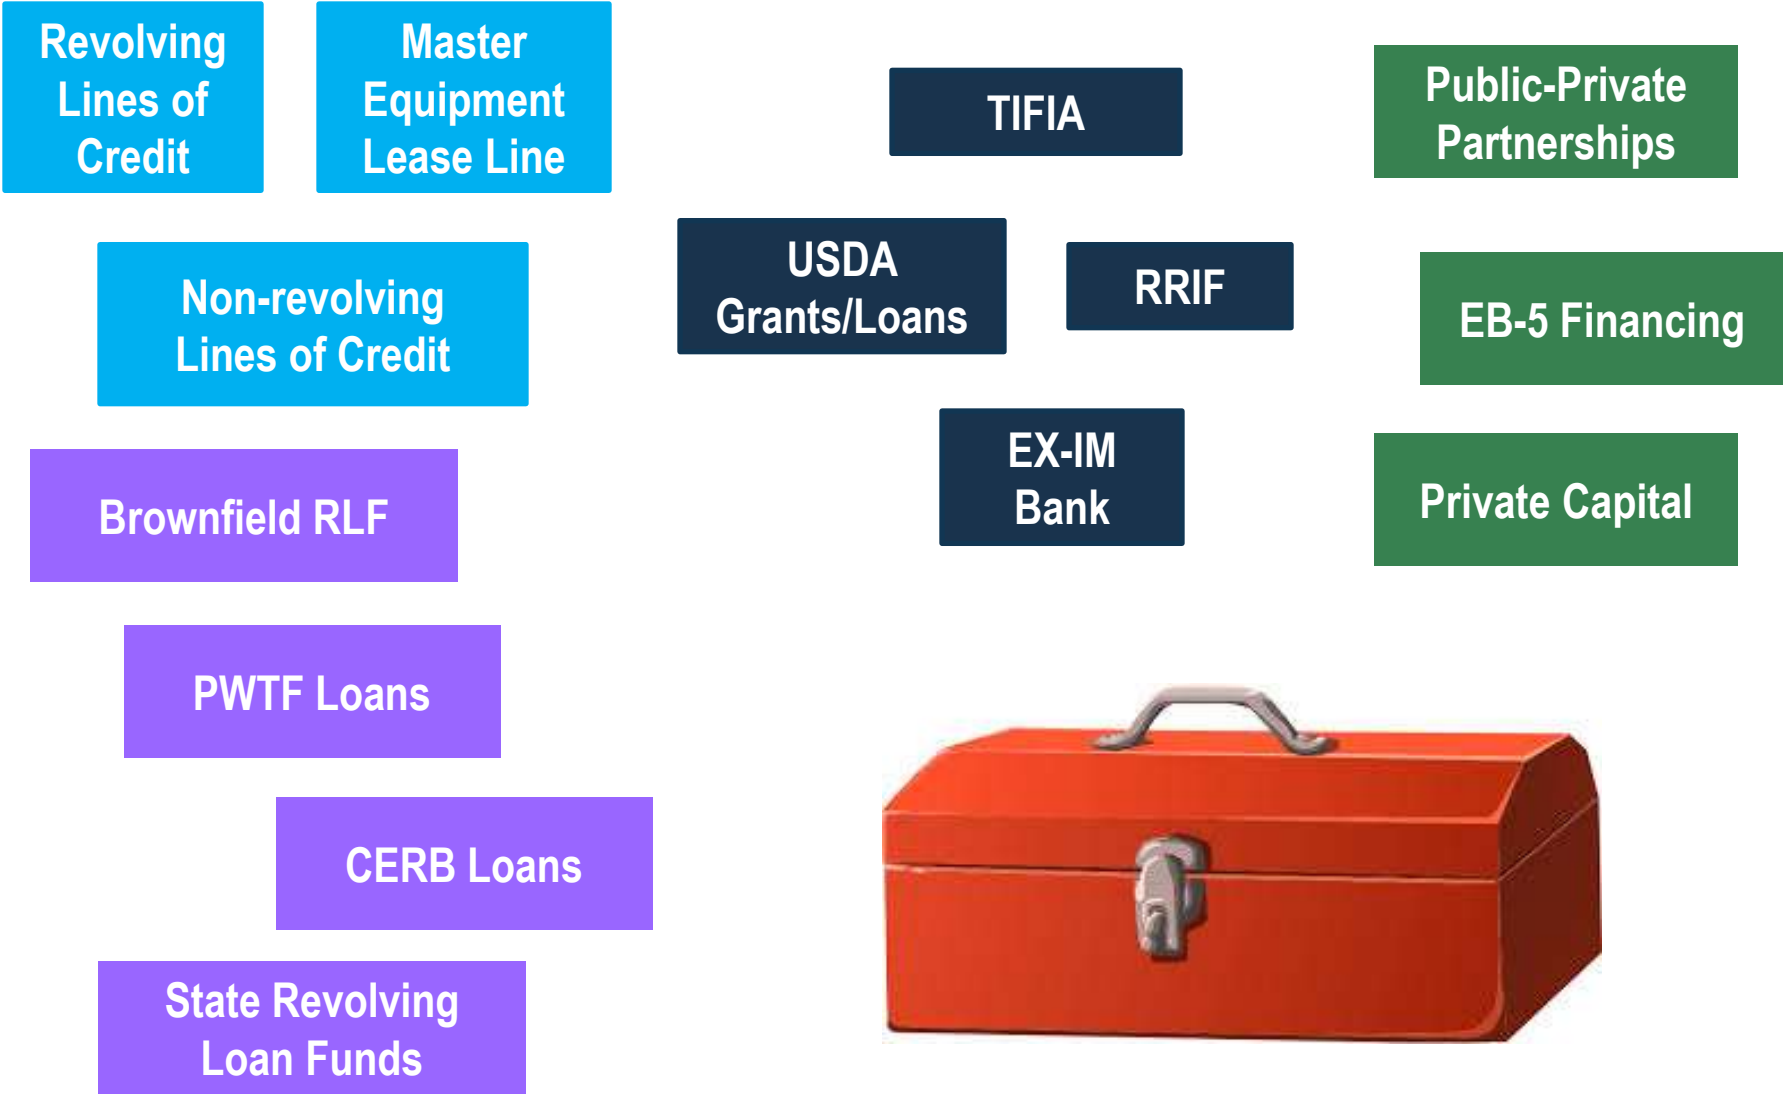 Revolving
Lines of
Credit
Master
Equipment
Lease Line
Non-revolving
Lines of Credit
Brownfield RLF
PWTF Loans
CERB Loans
State Revolving
Loan Funds
TIFIA
USDA
Grants/Loans
RRIF
EX-IM
Bank
Public-Private
Partnerships
EB-5 Financing
Private Capital